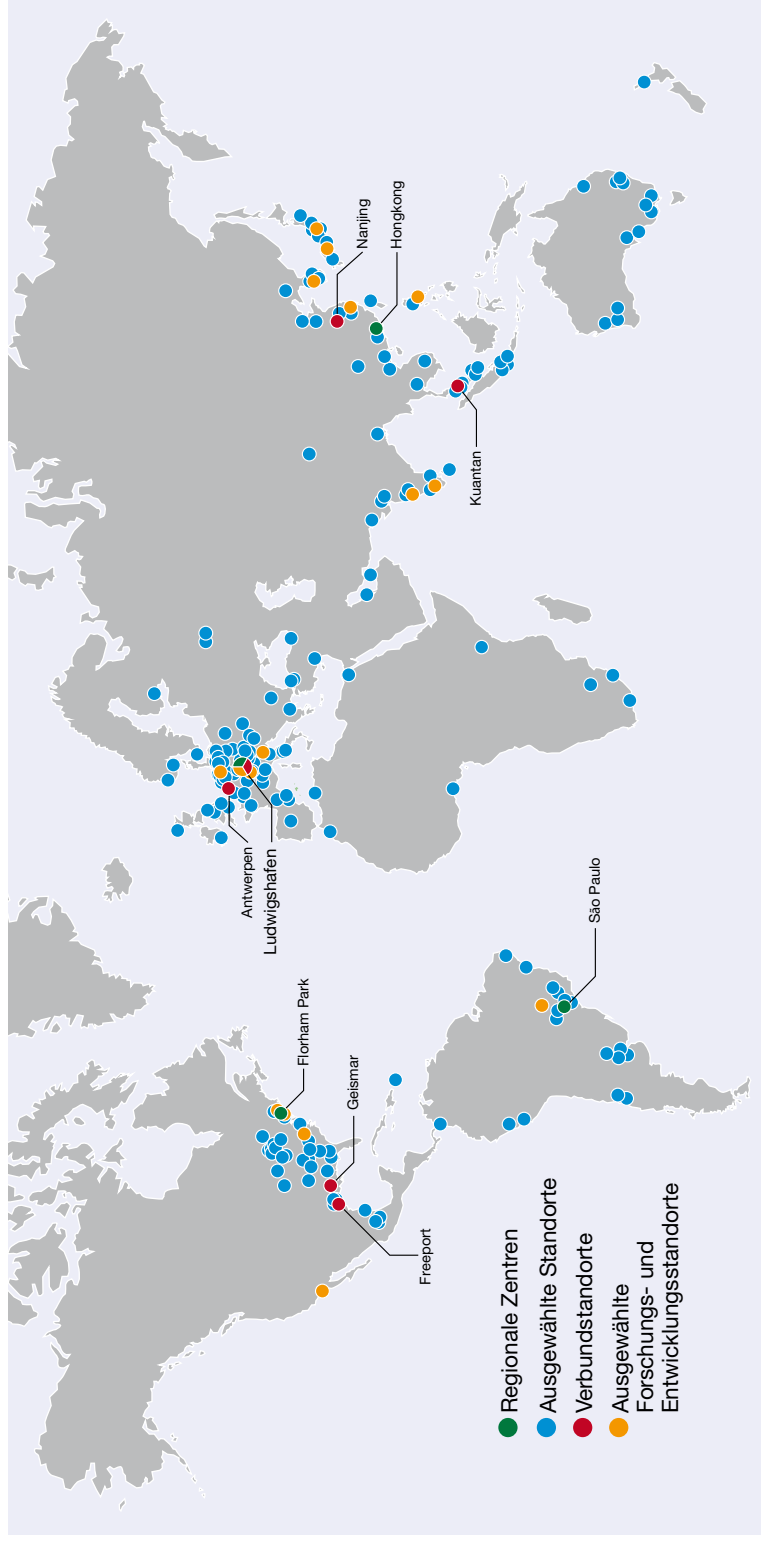 Florham Park
Geismar
Freeport
São Paulo
Antwerpen
Ludwigshafen
Nanjing
Hongkong
Kuantan
Regionale Zentren
Ausgewählte Standorte
Verbundstandorte
Ausgewählte
Forschungs- und
Entwicklungsstandorte